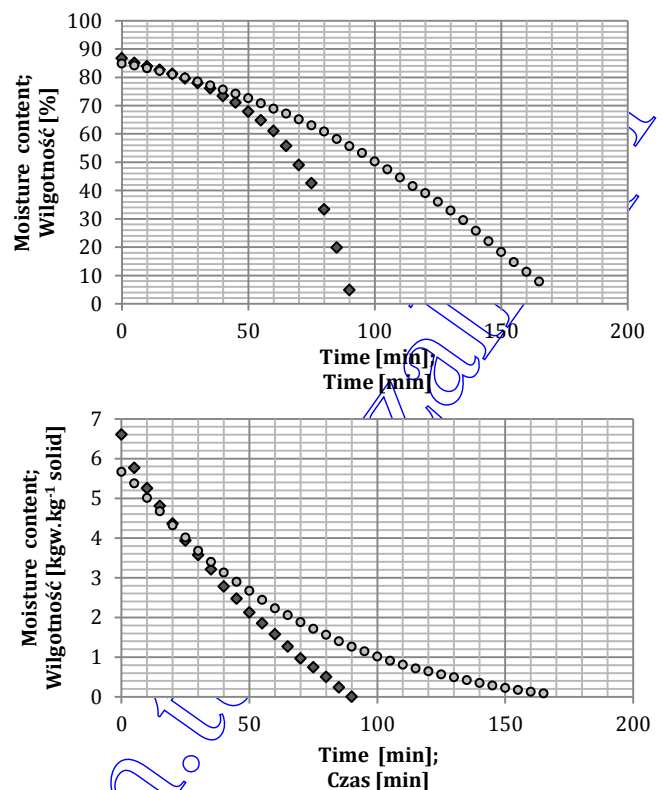 100
90
80
70
60
50
40
30
20
10
0
Moisture content;
Wilgotność [%]
0 50 100 150 200
Time [min];
Time [min]
7
6
5
4
3
2
1
0
Moisture content;
Wilgotność [kgw.kg⁻¹ solid]
0 50 100 150 200
Time [min];
Czas [min]